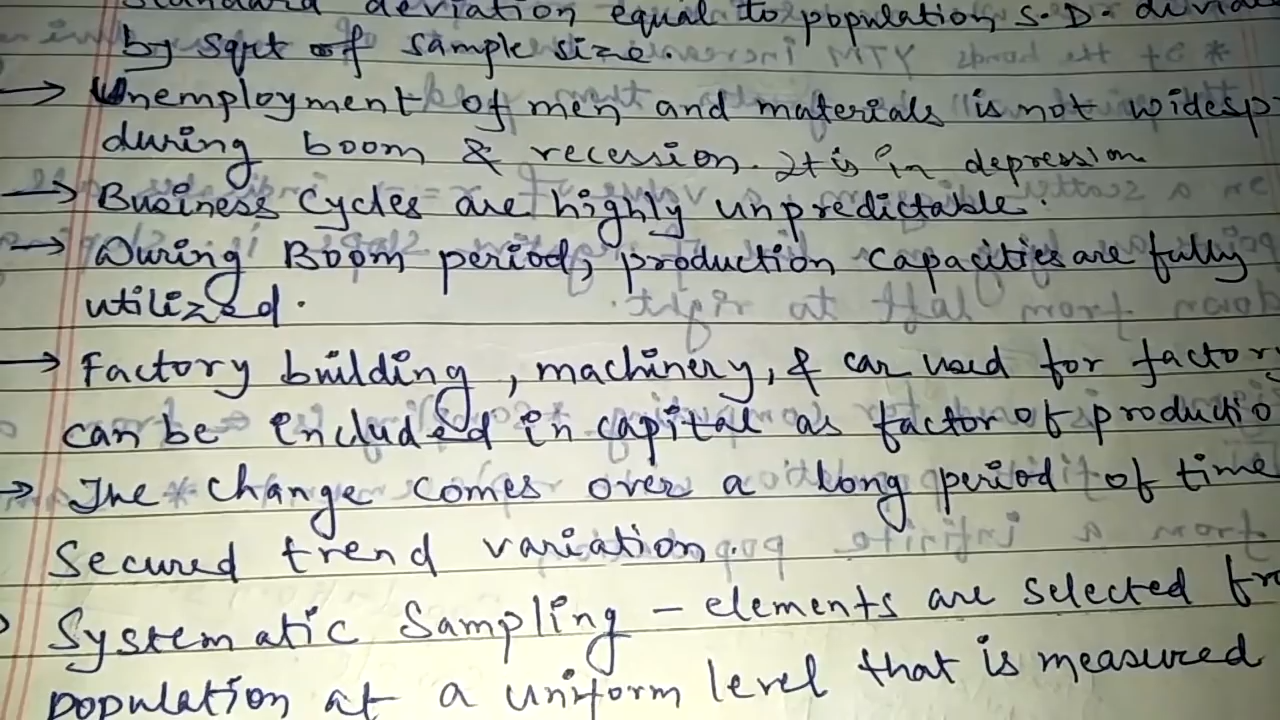 standard deviation equal to population S.D. divid
by sqrt of sample size.
→ Unemployment of men and materials is not widesp
during boom & recession. It is in depression
→ Business Cycles are highly unpredictable.
→ During Boom period, production capacities are fully
utilized.
→ Factory building, machinery, & car used for factory
can be included in capital as factor of productio
→ The change comes over a long period of time
Secured trend variation.
Systematic Sampling – elements are selected fr
population at a uniform level that is measured